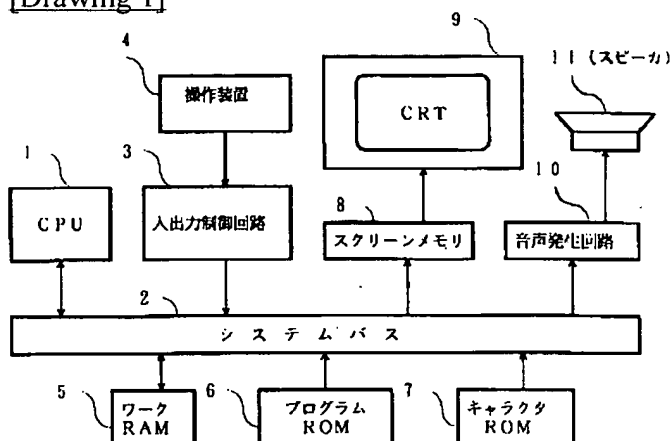 [Drawing 1]
4
9
11(スピーカ)
操作装置
CRT
1
3
10
8
CPU
入出力制御回路
スクリーンメモリ
音声発生回路
2
システムバス
5
6
7
ワーク
RAM
プログラム
ROM
キャラクタ
ROM